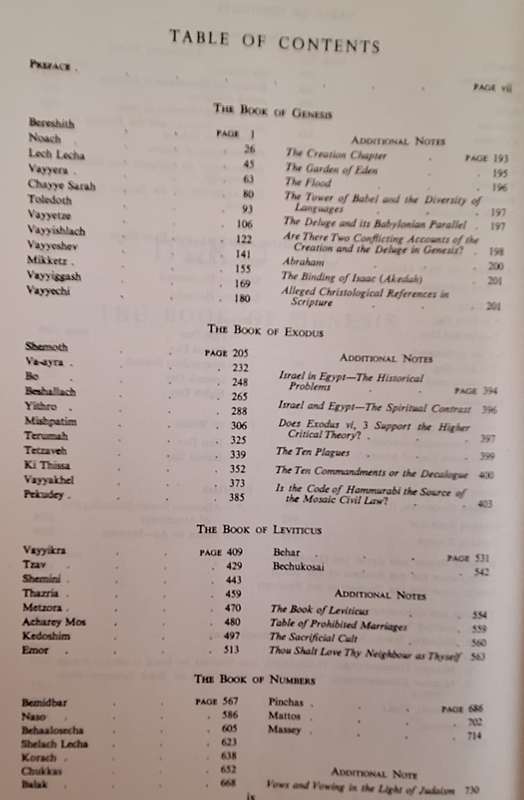 TABLE OF CONTENTS
PREFACE . PAGE vii
THE BOOK OF GENESIS
Bereshith PAGE 1
Noach 26
Lech Lecha 45
Vayyera 63
Chayye Sarah 80
Toledoth 93
Vayyetze 106
Vayyishlach 122
Vayyeshev 141
Mikketz 155
Vayyiggash 169
Vayyechi 180
ADDITIONAL NOTES
The Creation Chapter PAGE 193
The Garden of Eden 195
The Flood 196
The Tower of Babel and the Diversity of
Languages 197
The Deluge and its Babylonian Parallel 197
Are There Two Conflicting Accounts of the
Creation and the Deluge in Genesis? 198
Abraham 200
The Binding of Isaac (Akedah) 201
Alleged Christological References in
Scripture 201
THE BOOK OF EXODUS
Shemoth PAGE 205
Va-ayra 232
Bo 248
Beshallach 265
Yithro 288
Mishpatim 306
Terumah 325
Tetzaveh 339
Ki Thissa 352
Vayyakhel 373
Pekudey 385
ADDITIONAL NOTES
Israel in Egypt—The Historical
Problems PAGE 394
Israel and Egypt—The Spiritual Contrast 396
Does Exodus vi, 3 Support the Higher
Critical Theory? 397
The Ten Plagues 399
The Ten Commandments or the Decalogue 400
Is the Code of Hammurabi the Source of
the Mosaic Civil Law? 403
THE BOOK OF LEVITICUS
Vayyikra PAGE 409
Tzav 429
Shemini 443
Thazria 459
Metzora 470
Acharey Mos 480
Kedoshim 497
Emor 513
Behar PAGE 531
Bechukosai 542
ADDITIONAL NOTES
The Book of Leviticus 554
Table of Prohibited Marriages 559
The Sacrificial Cult 560
Thou Shalt Love Thy Neighbour as Thyself 563
THE BOOK OF NUMBERS
Bemidbar PAGE 567
Naso 586
Behaalosecha 605
Shelach Lecha 623
Korach 638
Chukkas 652
Balak 668
Pinchas PAGE 686
Mattos 702
Massey 714
ADDITIONAL NOTE
Vows and Vowing in the Light of Judaism 730
ix